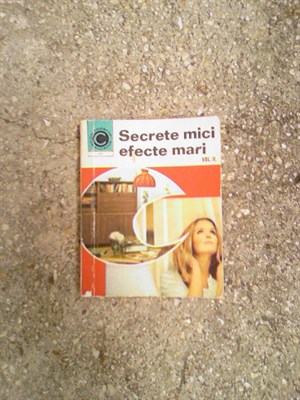 Secrete mici
efecte mari
VOL. II.